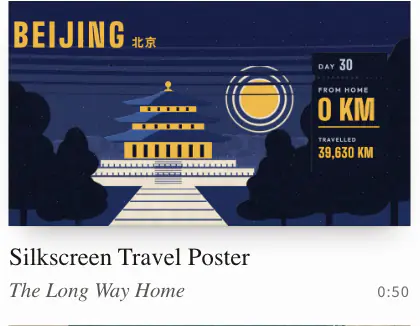 BEIJING 北京
DAY 30
FROM HOME
0 KM
TRAVELLED
39,630 KM
Silkscreen Travel Poster
The Long Way Home
0:50